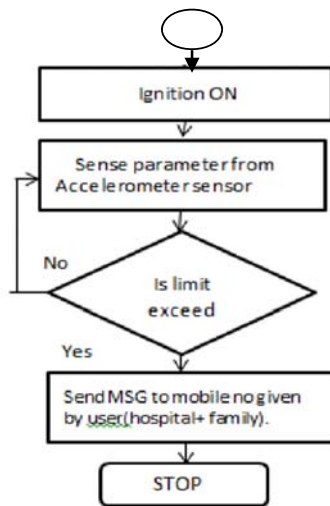 Ignition ON
Sense parameter from
Accelerometer sensor
No
Is limit
exceed
Yes
Send MSG to mobile no given
by user(hospital+ family).
STOP